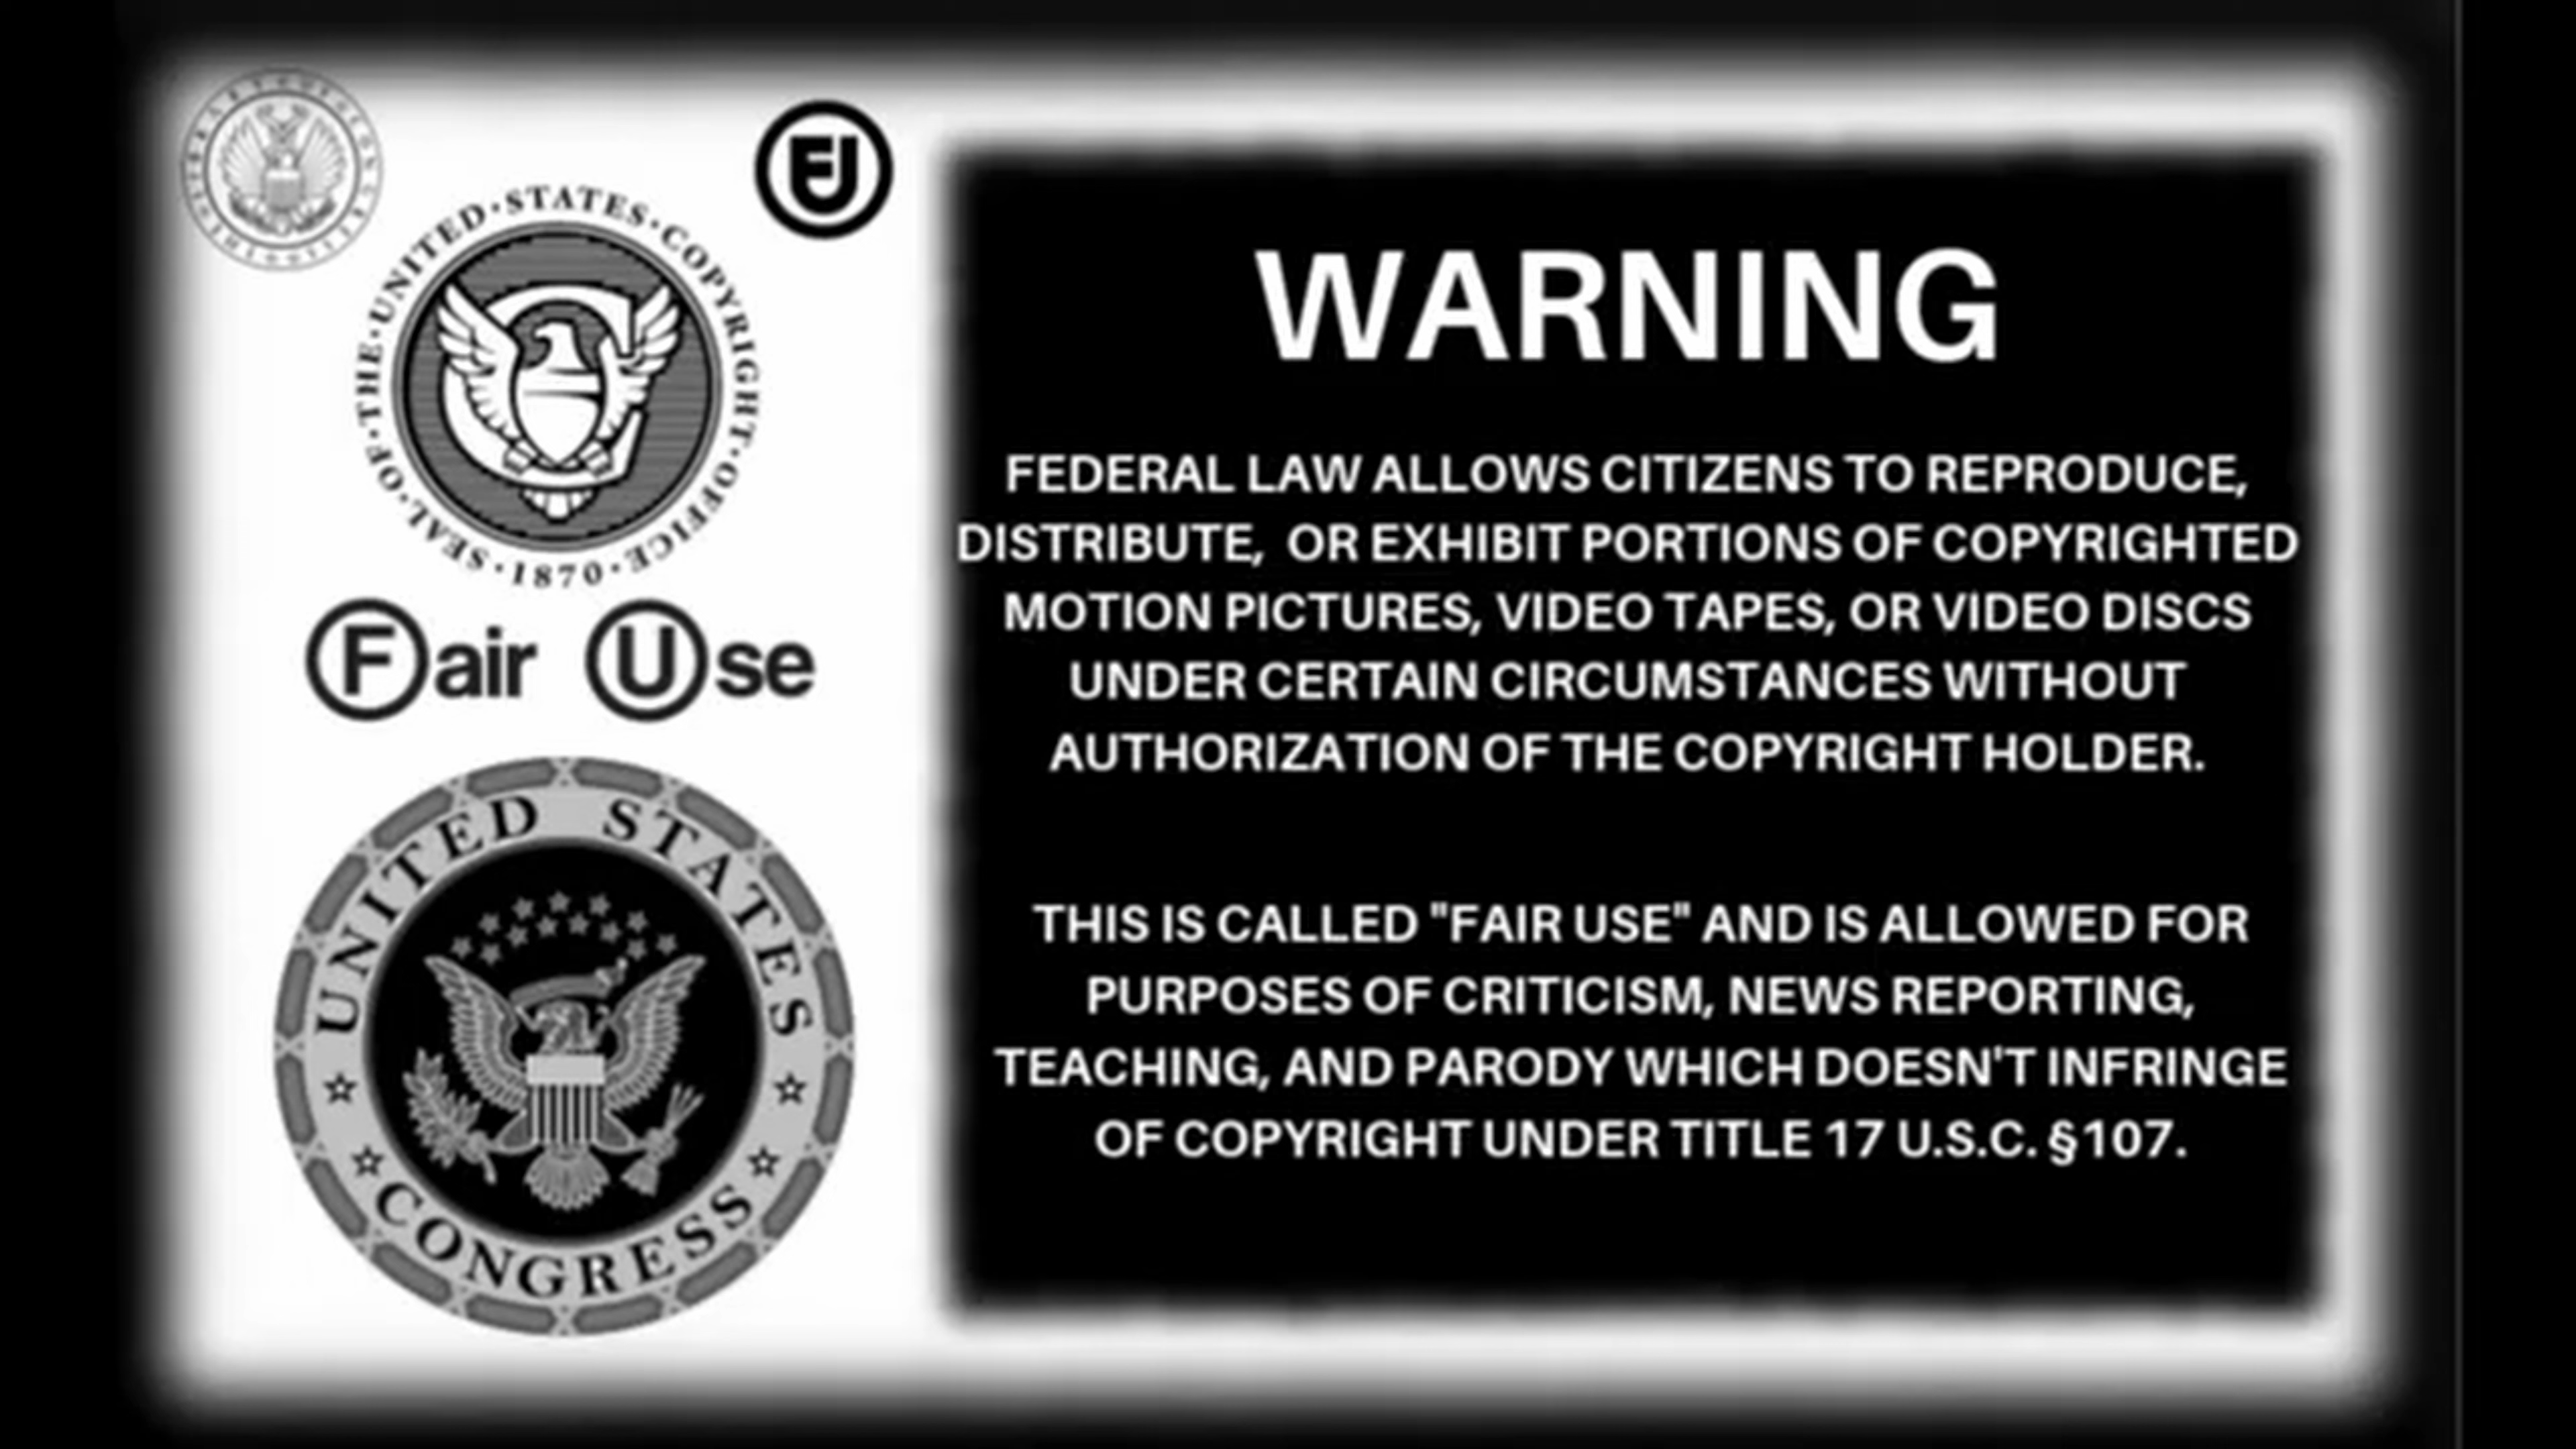 SEAL·OF·THE·UNITED·STATES·COPYRIGHT·OFFICE·1870·
FU
Fair Use
UNITED STATES
CONGRESS
WARNING
FEDERAL LAW ALLOWS CITIZENS TO REPRODUCE,
DISTRIBUTE, OR EXHIBIT PORTIONS OF COPYRIGHTED
MOTION PICTURES, VIDEO TAPES, OR VIDEO DISCS
UNDER CERTAIN CIRCUMSTANCES WITHOUT
AUTHORIZATION OF THE COPYRIGHT HOLDER.
THIS IS CALLED "FAIR USE" AND IS ALLOWED FOR
PURPOSES OF CRITICISM, NEWS REPORTING,
TEACHING, AND PARODY WHICH DOESN'T INFRINGE
OF COPYRIGHT UNDER TITLE 17 U.S.C. §107.